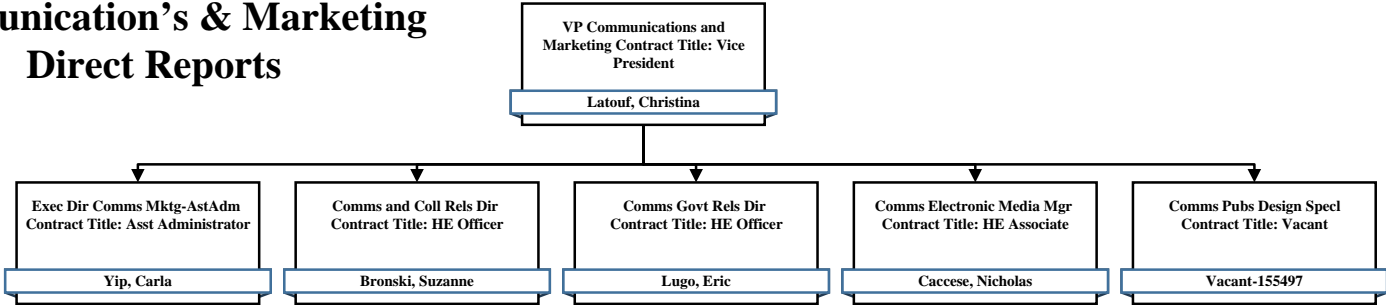 unication's & Marketing
Direct Reports
VP Communications and
Marketing Contract Title: Vice
President
Latouf, Christina
Exec Dir Comms Mktg-AstAdm
Contract Title: Asst Administrator
Yip, Carla
Comms and Coll Rels Dir
Contract Title: HE Officer
Bronski, Suzanne
Comms Govt Rels Dir
Contract Title: HE Officer
Lugo, Eric
Comms Electronic Media Mgr
Contract Title: HE Associate
Caccese, Nicholas
Comms Pubs Design Specl
Contract Title: Vacant
Vacant-155497